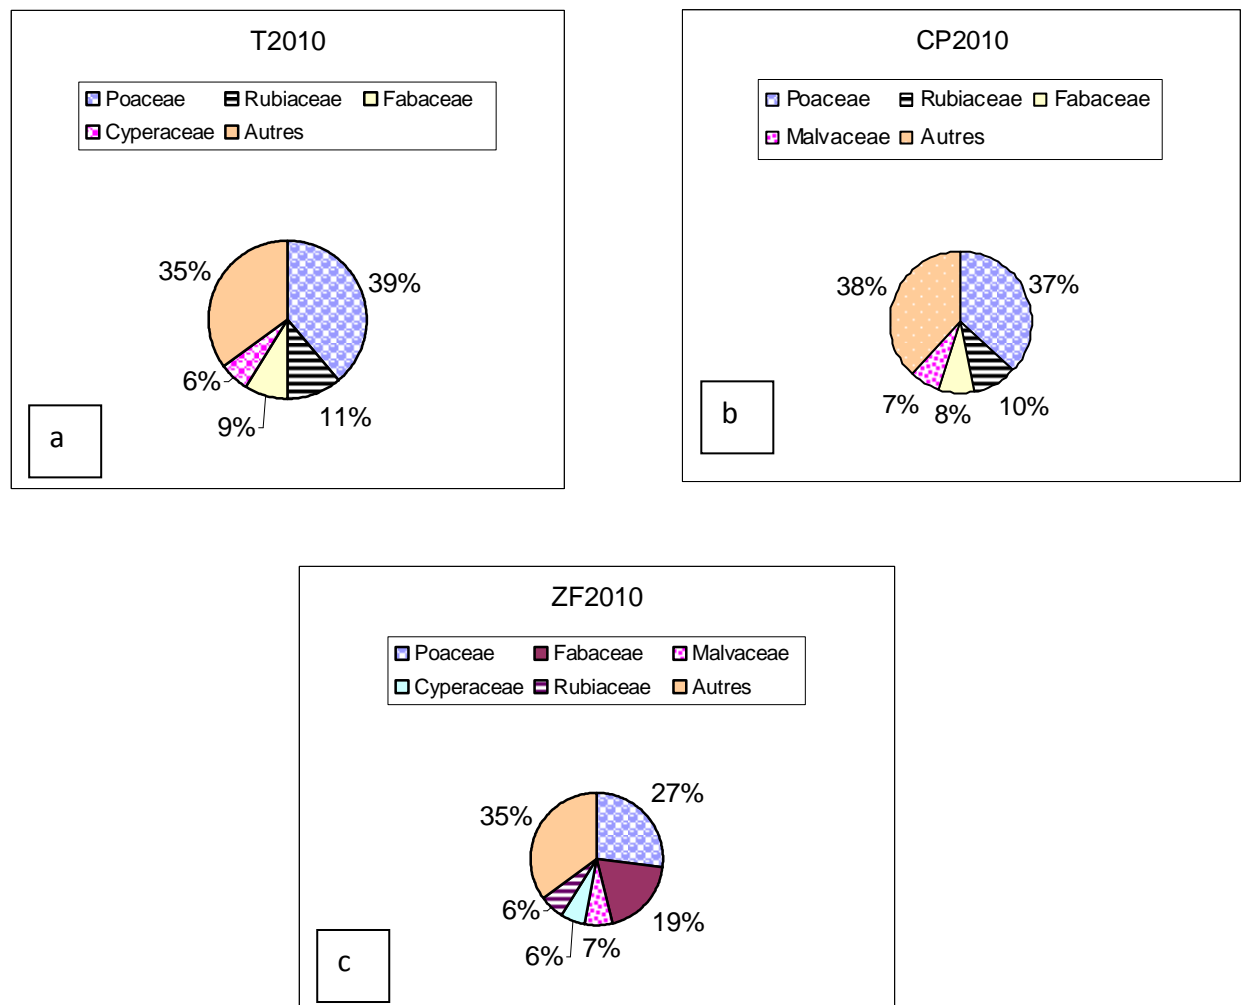 T2010
Poaceae Rubiaceae Fabaceae
Cyperaceae Autres
35%
39%
6%
9%
11%
a
CP2010
Poaceae Rubiaceae Fabaceae
Malvaceae Autres
38%
37%
7%
8%
10%
b
ZF2010
Poaceae Fabaceae Malvaceae
Cyperaceae Rubiaceae Autres
27%
35%
6%
19%
6%
7%
c